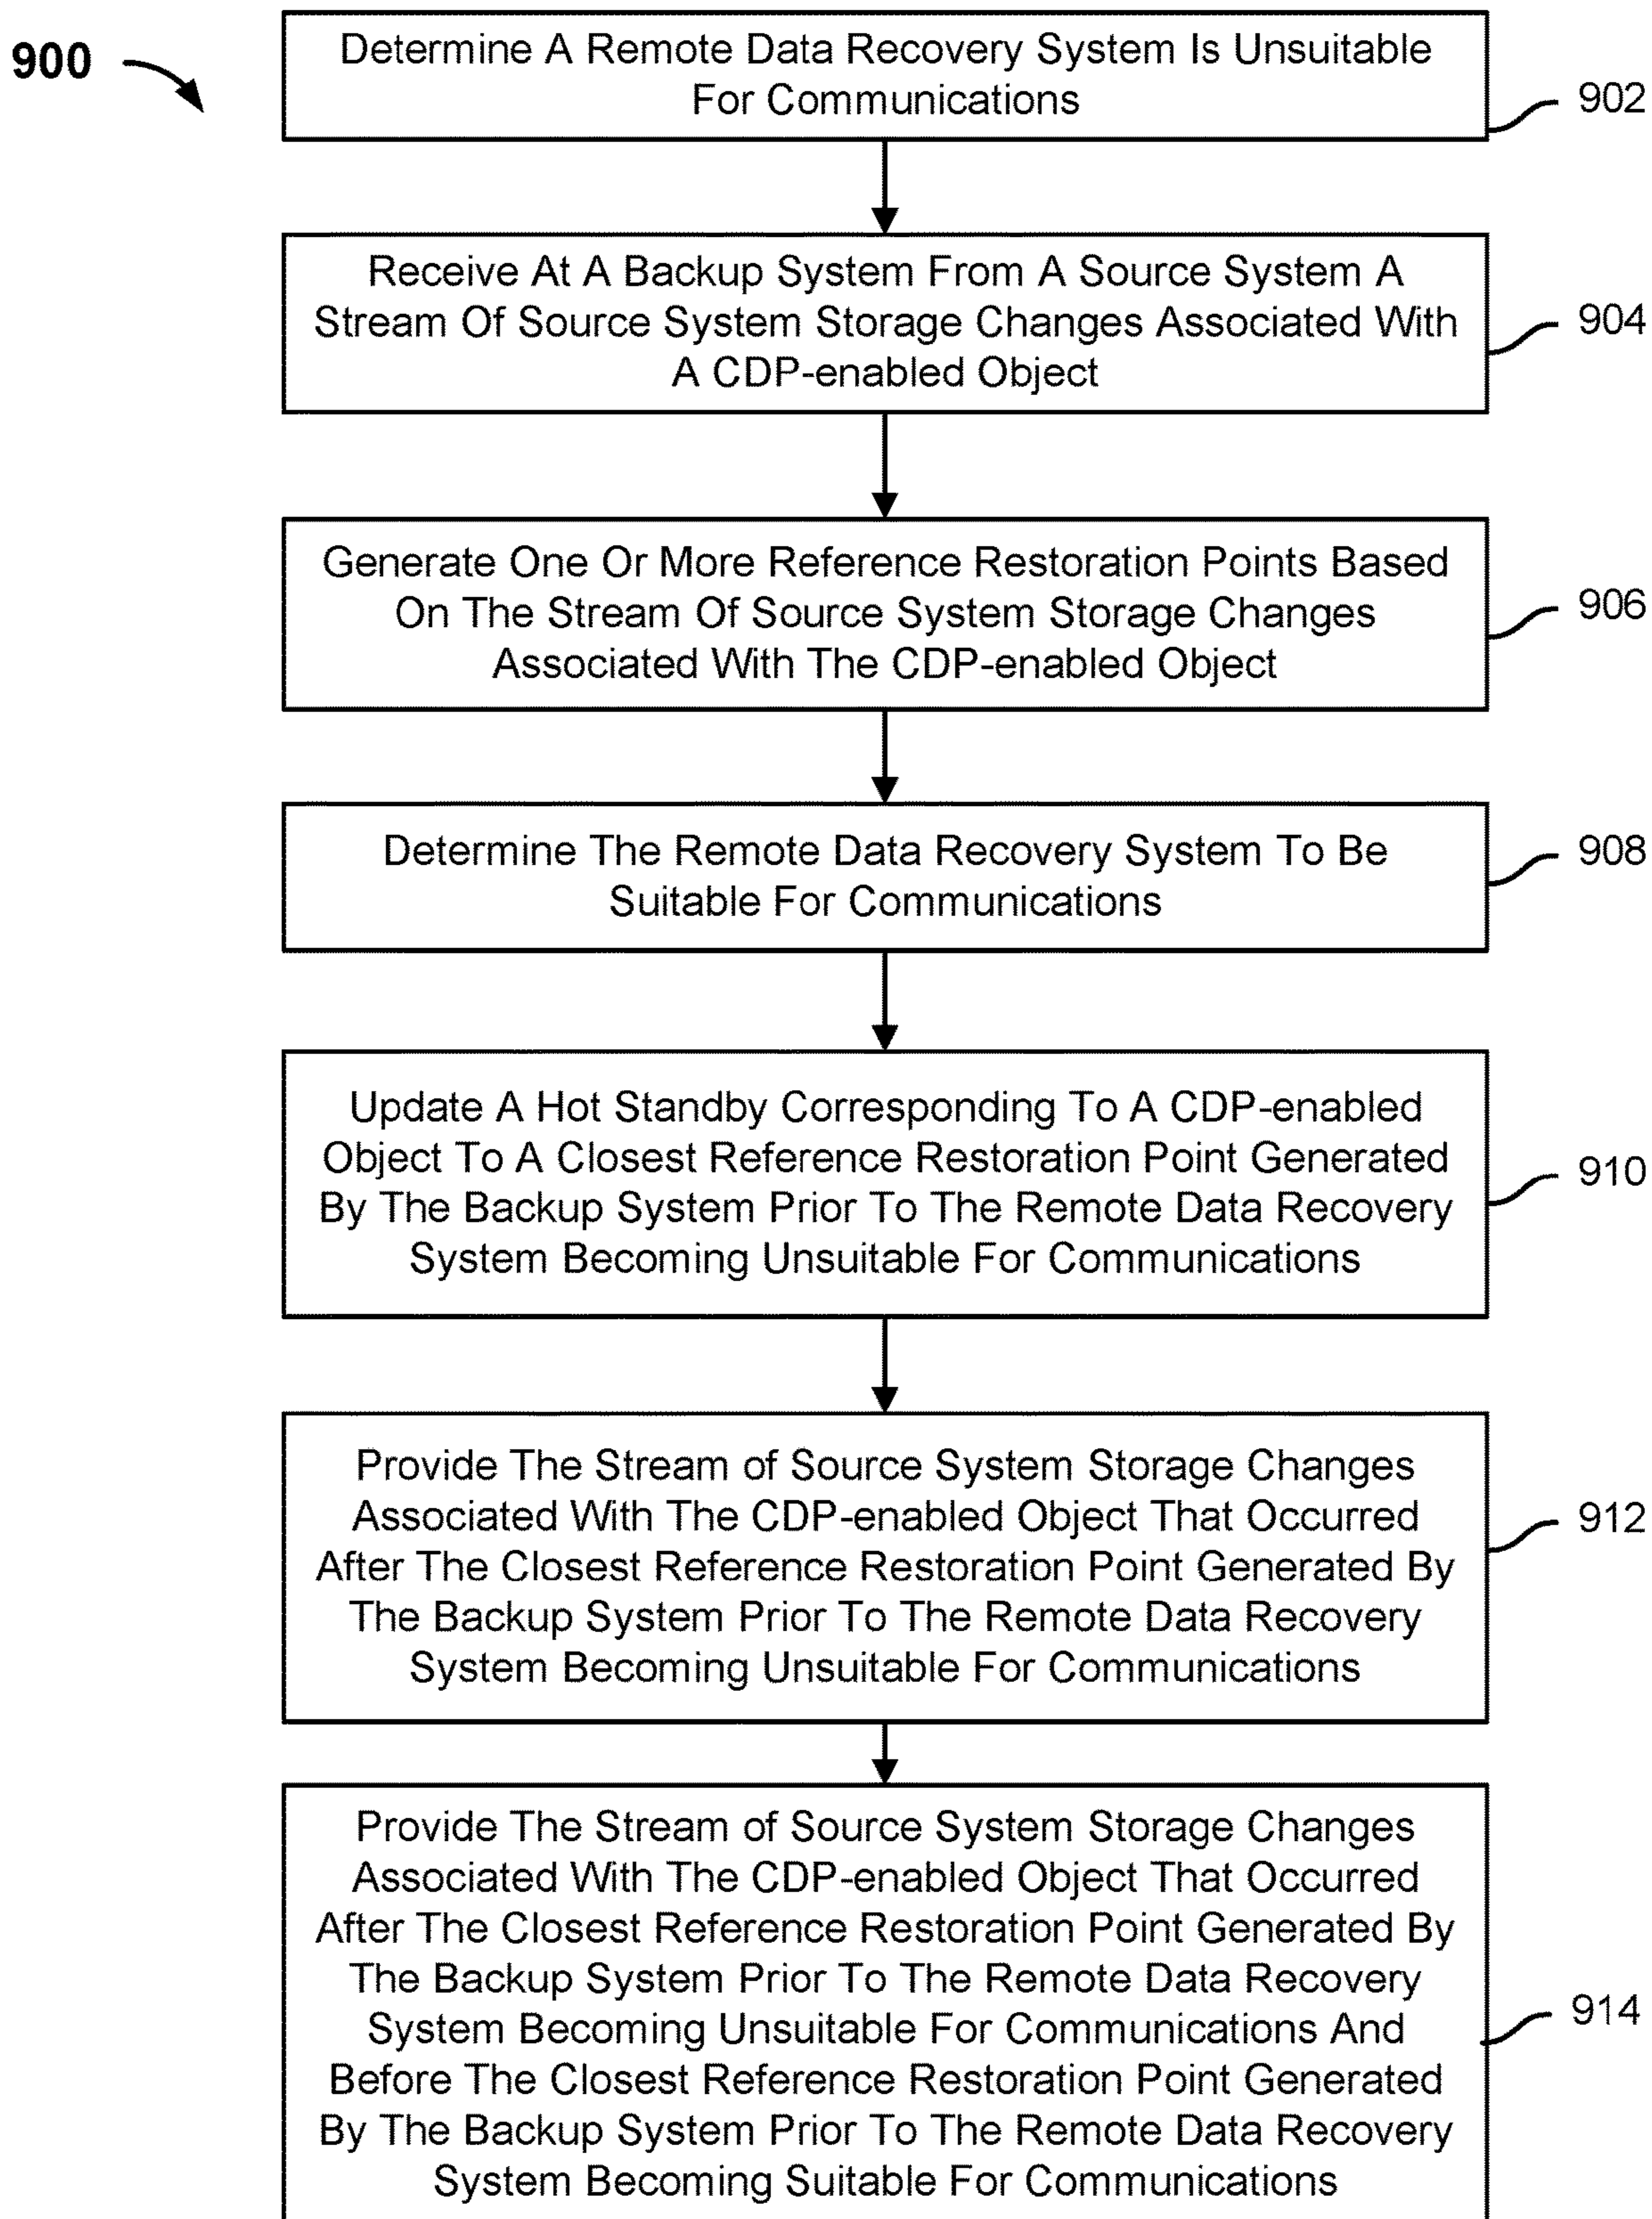 900
Determine A Remote Data Recovery System Is Unsuitable
For Communications
902
Receive At A Backup System From A Source System A
Stream Of Source System Storage Changes Associated With
A CDP-enabled Object
904
Generate One Or More Reference Restoration Points Based
On The Stream Of Source System Storage Changes
Associated With The CDP-enabled Object
906
Determine The Remote Data Recovery System To Be
Suitable For Communications
908
Update A Hot Standby Corresponding To A CDP-enabled
Object To A Closest Reference Restoration Point Generated
By The Backup System Prior To The Remote Data Recovery
System Becoming Unsuitable For Communications
910
Provide The Stream of Source System Storage Changes
Associated With The CDP-enabled Object That Occurred
After The Closest Reference Restoration Point Generated By
The Backup System Prior To The Remote Data Recovery
System Becoming Unsuitable For Communications
912
Provide The Stream of Source System Storage Changes
Associated With The CDP-enabled Object That Occurred
After The Closest Reference Restoration Point Generated By
The Backup System Prior To The Remote Data Recovery
System Becoming Unsuitable For Communications And
Before The Closest Reference Restoration Point Generated
By The Backup System Prior To The Remote Data Recovery
System Becoming Suitable For Communications
914